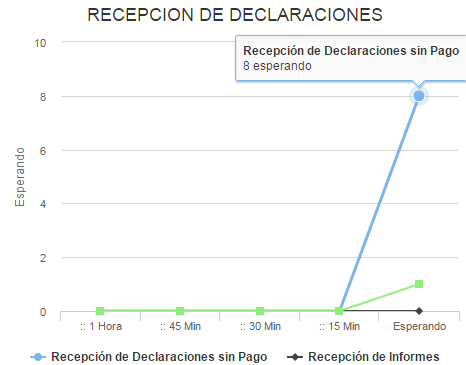 RECEPCION DE DECLARACIONES
10
Recepción de Declaraciones sin Pago
8 esperando
8
6
Esperando
4
2
0
:: 1 Hora
:: 45 Min
:: 30 Min
:: 15 Min
Esperando
Recepción de Declaraciones sin Pago
Recepción de Informes